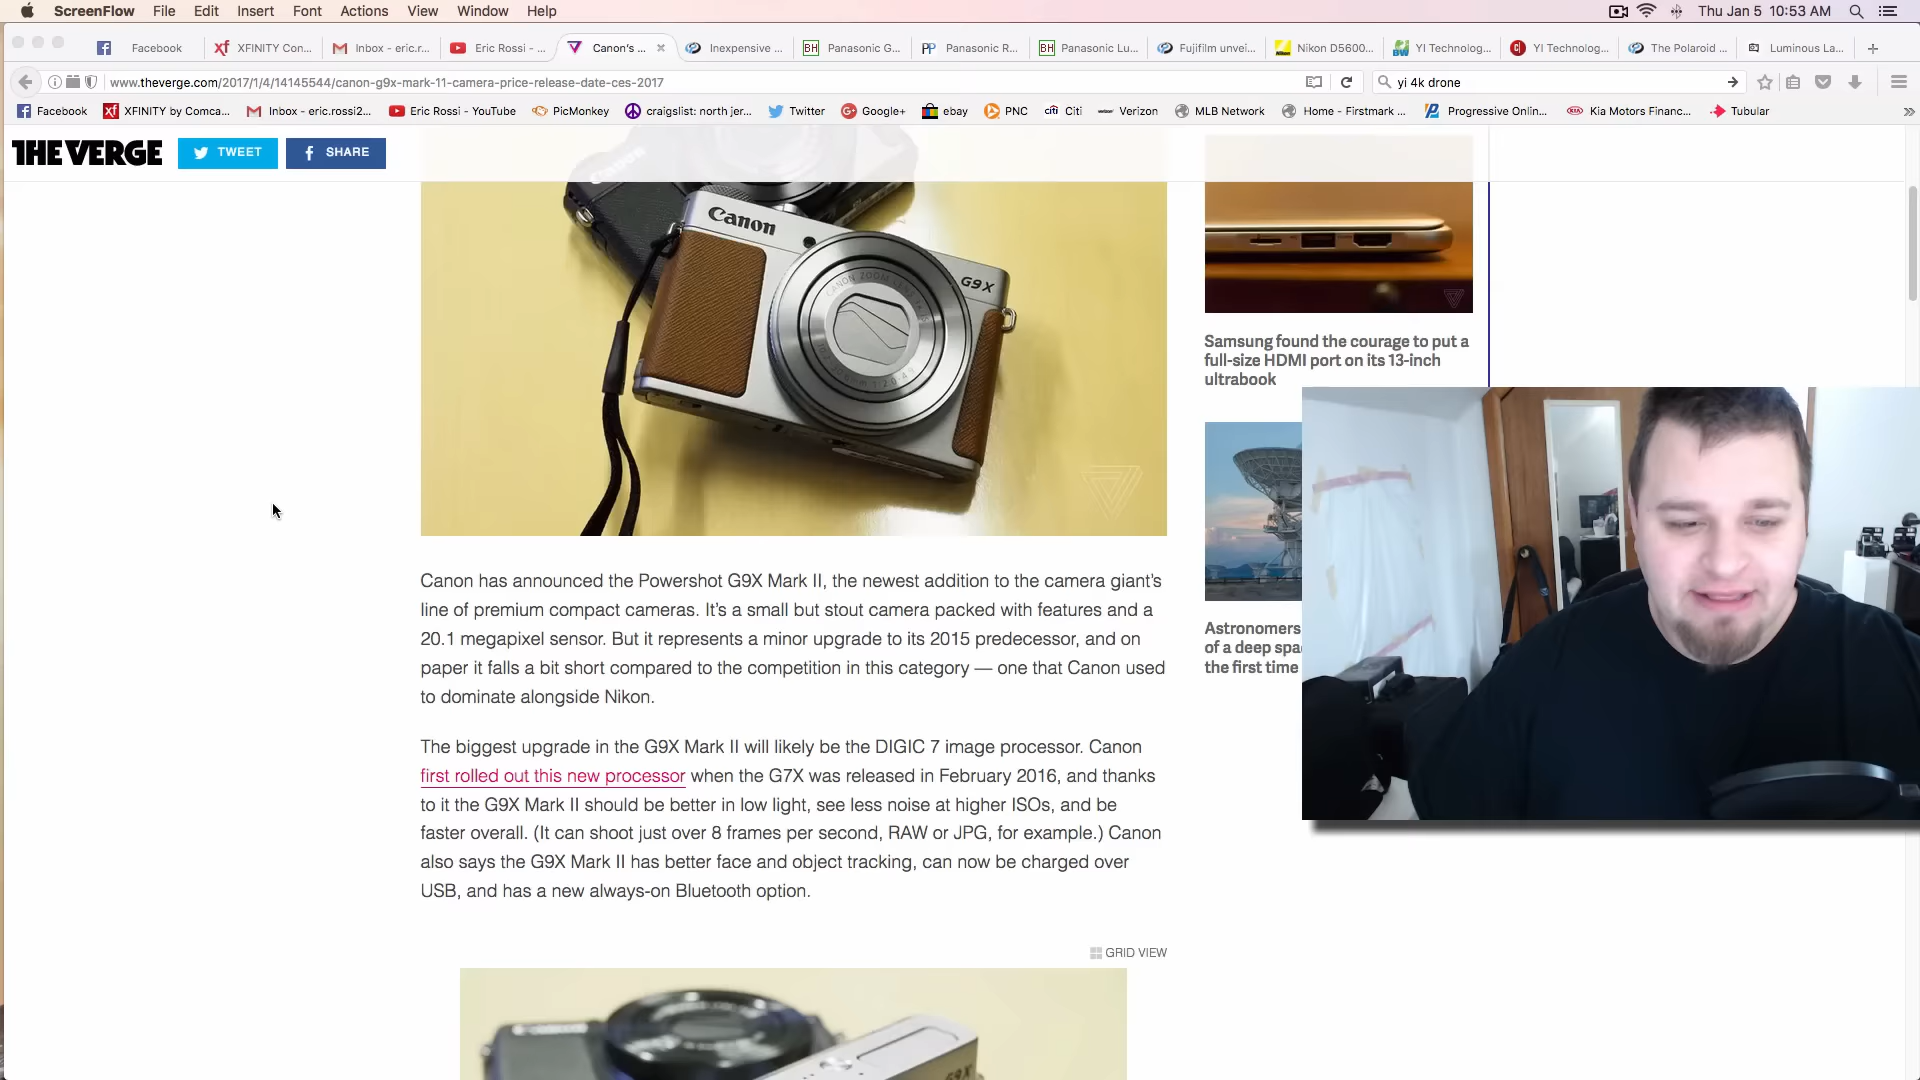 ScreenFlow File Edit Insert Font Actions View Window Help Thu Jan 5 10:53 AM
Facebook XFINITY Con... Inbox - eric.r... Eric Rossi - ... Canon's ... Inexpensive ... Panasonic G... Panasonic R... Panasonic Lu... Fujifilm unvei... Nikon D5600... YI Technolog... YI Technolog... The Polaroid ... Luminous La...
www.theverge.com/2017/1/4/14145544/canon-g9x-mark-11-camera-price-release-date-ces-2017 yi 4k drone
Facebook XFINITY by Comca... Inbox - eric.rossi2... Eric Rossi - YouTube PicMonkey craigslist: north jer... Twitter Google+ ebay PNC citi Citi Verizon MLB Network Home - Firstmark ... Progressive Onlin... Kia Motors Financ... Tubular
THE VERGE TWEET SHARE
Canon
G9 X
CANON ZOOM LENS
Samsung found the courage to put a
full-size HDMI port on its 13-inch
ultrabook
Astronomers
of a deep spa
the first time
Canon has announced the Powershot G9X Mark II, the newest addition to the camera giant's
line of premium compact cameras. It's a small but stout camera packed with features and a
20.1 megapixel sensor. But it represents a minor upgrade to its 2015 predecessor, and on
paper it falls a bit short compared to the competition in this category — one that Canon used
to dominate alongside Nikon.
The biggest upgrade in the G9X Mark II will likely be the DIGIC 7 image processor. Canon
first rolled out this new processor when the G7X was released in February 2016, and thanks
to it the G9X Mark II should be better in low light, see less noise at higher ISOs, and be
faster overall. (It can shoot just over 8 frames per second, RAW or JPG, for example.) Canon
also says the G9X Mark II has better face and object tracking, can now be charged over
USB, and has a new always-on Bluetooth option.
GRID VIEW
G9 X